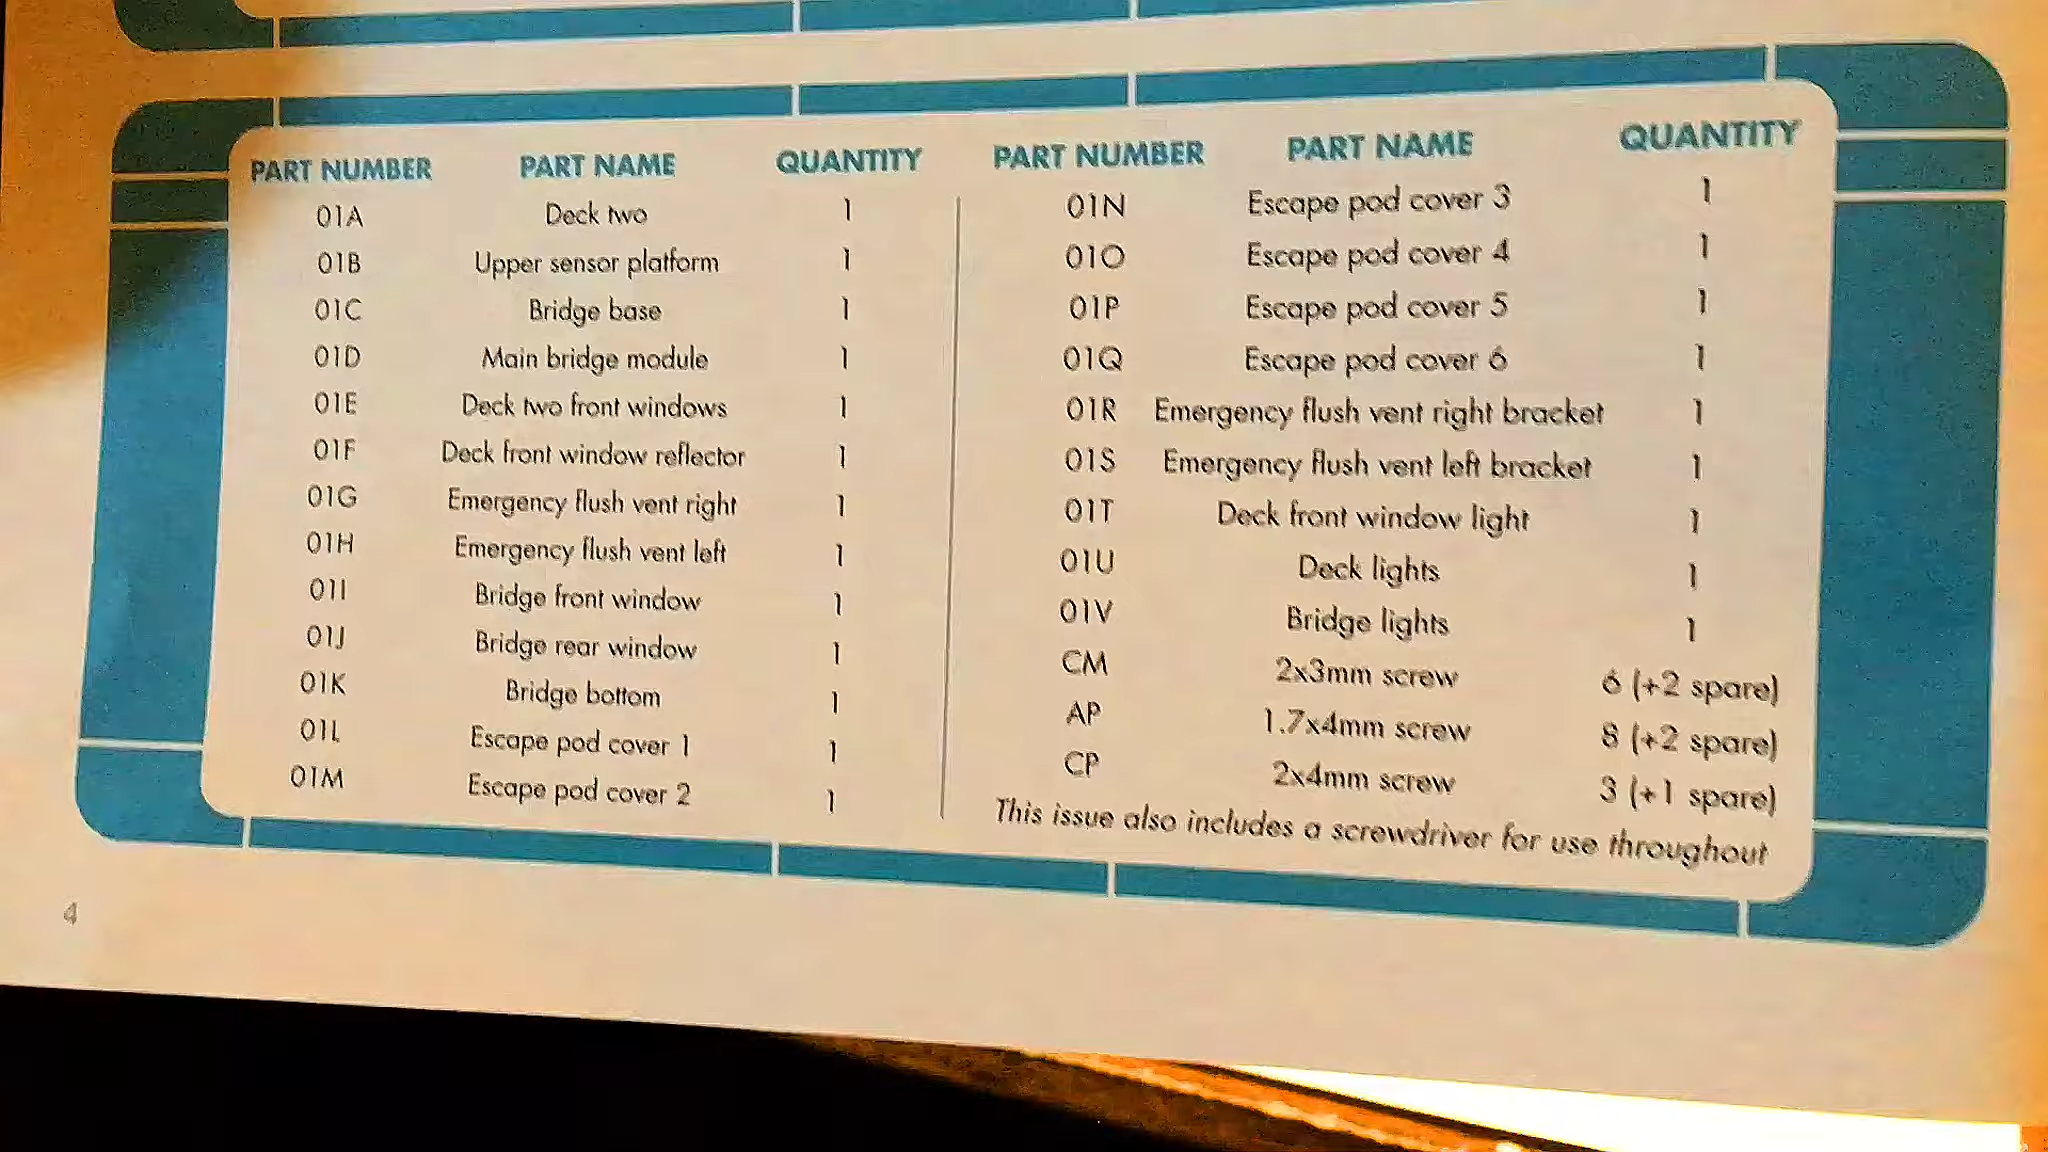 PART NUMBER PART NAME QUANTITY
01A Deck two 1
01B Upper sensor platform 1
01C Bridge base 1
01D Main bridge module 1
01E Deck two front windows 1
01F Deck front window reflector 1
01G Emergency flush vent right 1
01H Emergency flush vent left 1
01I Bridge front window 1
01J Bridge rear window 1
01K Bridge bottom 1
01L Escape pod cover 1 1
01M Escape pod cover 2 1
PART NUMBER PART NAME QUANTITY
01N Escape pod cover 3 1
01O Escape pod cover 4 1
01P Escape pod cover 5 1
01Q Escape pod cover 6 1
01R Emergency flush vent right bracket 1
01S Emergency flush vent left bracket 1
01T Deck front window light 1
01U Deck lights 1
01V Bridge lights 1
CM 2x3mm screw 6 (+2 spare)
AP 1.7x4mm screw 8 (+2 spare)
CP 2x4mm screw 3 (+1 spare)
This issue also includes a screwdriver for use throughout
4